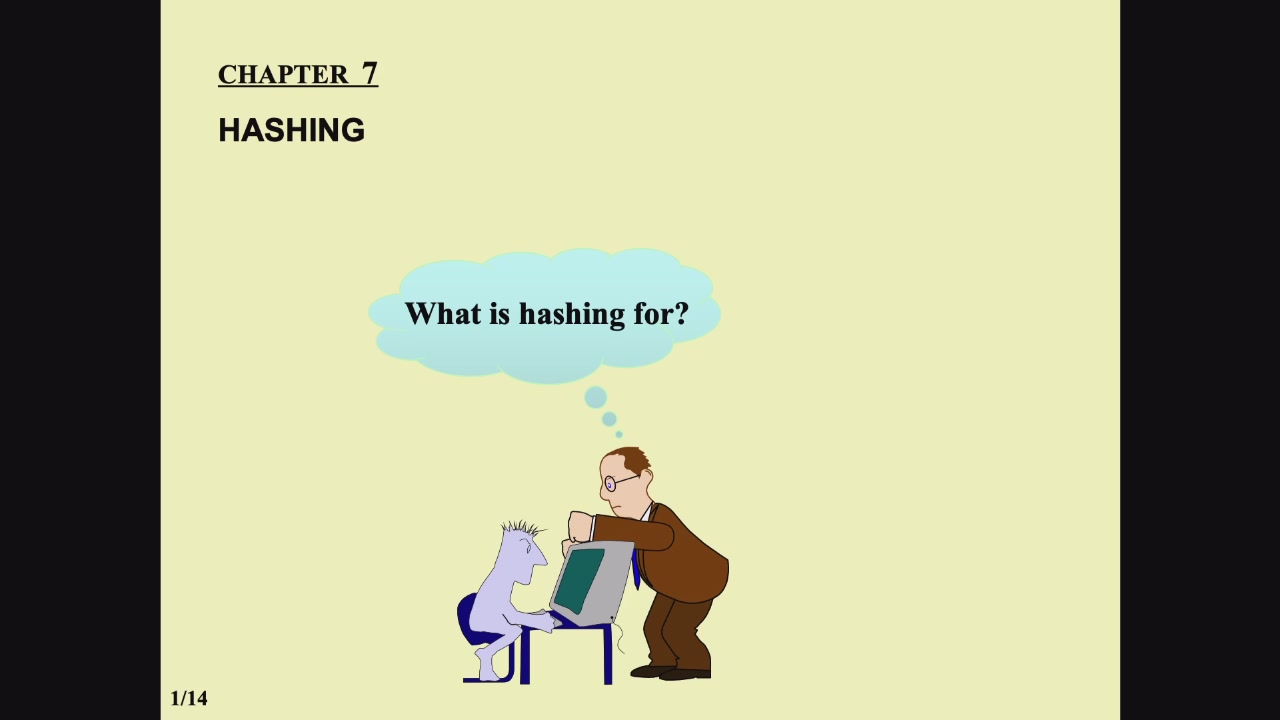 CHAPTER 7
HASHING
What is hashing for?
1/14